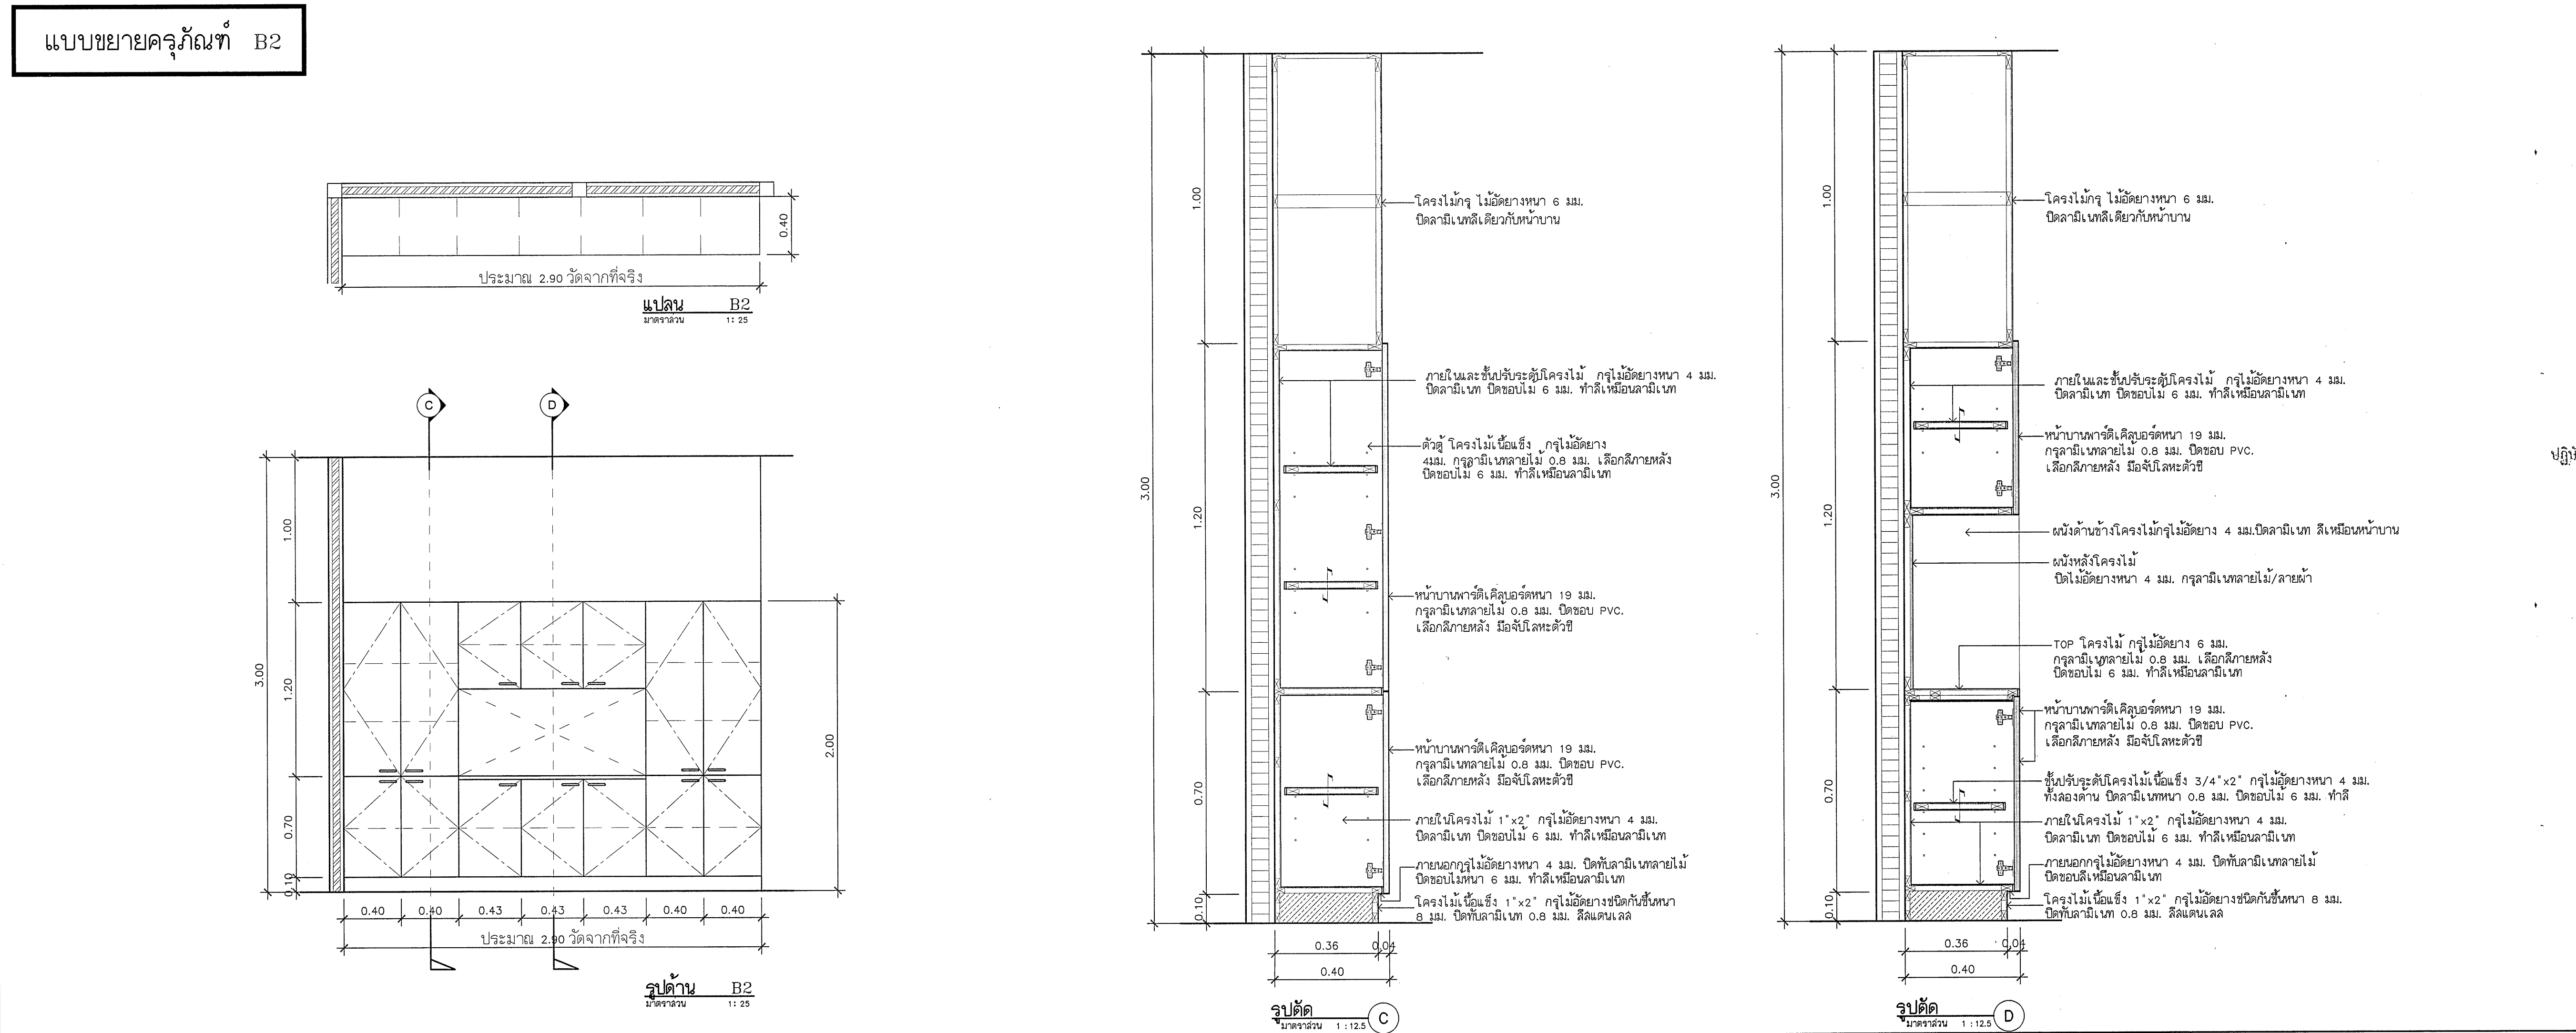 แบบขยายครุภัณฑ์ B2
0.40
ประมาณ 2.90 วัดจากที่จริง
แปลน B2
มาตราส่วน 1: 25
C
D
3.00
1.00
1.20
0.70
0.10
2.00
0.40
0.40
0.43
0.43
0.43
0.40
0.40
ประมาณ 2.90 วัดจากที่จริง
รูปด้าน B2
มาตราส่วน 1: 25
3.00
1.00
1.20
0.70
0.10
โครงไม้กรุ ไม้อัดยางหนา 6 มม.
ปิดลามิเนทสีเดียวกับหน้าบาน
ภายในและชั้นปรับระดับโครงไม้ กรุไม้อัดยางหนา 4 มม.
ปิดลามิเนท ปิดขอบไม้ 6 มม. ทำสีเหมือนลามิเนท
ตัวตู้ โครงไม้เนื้อแข็ง กรุไม้อัดยาง
4มม. กรุลามิเนทลายไม้ 0.8 มม. เลือกสีภายหลัง
ปิดขอบไม้ 6 มม. ทำสีเหมือนลามิเนท
หน้าบานพาร์ติเคิลบอร์ดหนา 19 มม.
กรุลามิเนทลายไม้ 0.8 มม. ปิดขอบ PVC.
เลือกสีภายหลัง มือจับโลหะตัวซี
หน้าบานพาร์ติเคิลบอร์ดหนา 19 มม.
กรุลามิเนทลายไม้ 0.8 มม. ปิดขอบ PVC.
เลือกสีภายหลัง มือจับโลหะตัวซี
ภายในโครงไม้ 1"x2" กรุไม้อัดยางหนา 4 มม.
ปิดลามิเนท ปิดขอบไม้ 6 มม. ทำสีเหมือนลามิเนท
ภายนอกกรุไม้อัดยางหนา 4 มม. ปิดทับลามิเนทลายไม้
ปิดขอบไม้หนา 6 มม. ทำสีเหมือนลามิเนท
โครงไม้เนื้อแข็ง 1"x2" กรุไม้อัดยางชนิดกันชื้นหนา
8 มม. ปิดทับลามิเนท 0.8 มม. สีสแตนเลส
0.36
0.04
0.40
รูปตัด C
มาตราส่วน 1 : 12.5
3.00
1.00
1.20
0.70
0.10
โครงไม้กรุ ไม้อัดยางหนา 6 มม.
ปิดลามิเนทสีเดียวกับหน้าบาน
ภายในและชั้นปรับระดับโครงไม้ กรุไม้อัดยางหนา 4 มม.
ปิดลามิเนท ปิดขอบไม้ 6 มม. ทำสีเหมือนลามิเนท
หน้าบานพาร์ติเคิลบอร์ดหนา 19 มม.
กรุลามิเนทลายไม้ 0.8 มม. ปิดขอบ PVC.
เลือกสีภายหลัง มือจับโลหะตัวซี
ผนังด้านข้างโครงไม้กรุไม้อัดยาง 4 มม.ปิดลามิเนท สีเหมือนหน้าบาน
ผนังหลังโครงไม้
ปิดไม้อัดยางหนา 4 มม. กรุลามิเนทลายไม้/ลายผ้า
TOP โครงไม้ กรุไม้อัดยาง 6 มม.
กรุลามิเนทลายไม้ 0.8 มม. เลือกสีภายหลัง
ปิดขอบไม้ 6 มม. ทำสีเหมือนลามิเนท
หน้าบานพาร์ติเคิลบอร์ดหนา 19 มม.
กรุลามิเนทลายไม้ 0.8 มม. ปิดขอบ PVC.
เลือกสีภายหลัง มือจับโลหะตัวซี
ชั้นปรับระดับโครงไม้เนื้อแข็ง 3/4"x2" กรุไม้อัดยางหนา 4 มม.
ทั้งสองด้าน ปิดลามิเนทหนา 0.8 มม. ปิดขอบไม้ 6 มม. ทำสี
ภายในโครงไม้ 1"x2" กรุไม้อัดยางหนา 4 มม.
ปิดลามิเนท ปิดขอบไม้ 6 มม. ทำสีเหมือนลามิเนท
ภายนอกกรุไม้อัดยางหนา 4 มม. ปิดทับลามิเนทลายไม้
ปิดขอบสีเหมือนลามิเนท
โครงไม้เนื้อแข็ง 1"x2" กรุไม้อัดยางชนิดกันชื้นหนา 8 มม.
ปิดทับลามิเนท 0.8 มม. สีสแตนเลส
0.36
0.04
0.40
รูปตัด D
มาตราส่วน 1 : 12.5